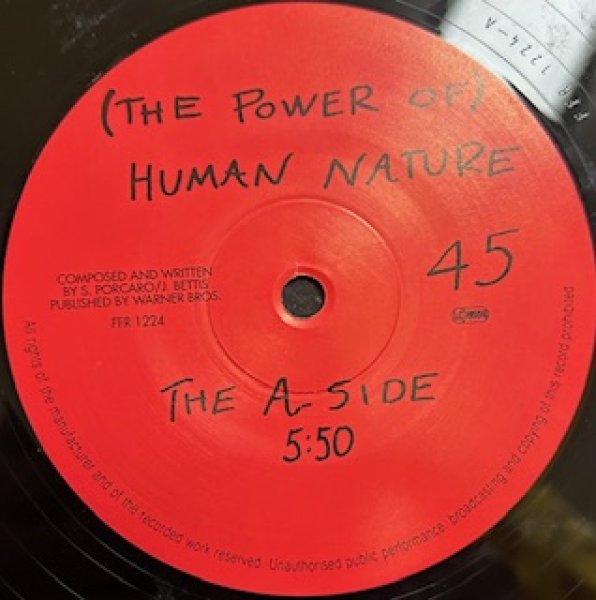 FFR 1224-A
(THE POWER OF)
HUMAN NATURE
45
COMPOSED AND WRITTEN
BY S. PORCARO/J. BETTIS
PUBLISHED BY WARNER BROS.
FFR 1224
THE A-SIDE
5:50
All rights of the manufacturer and of the recorded work reserved. Unauthorised public performance, broadcasting and copying of this record prohibited